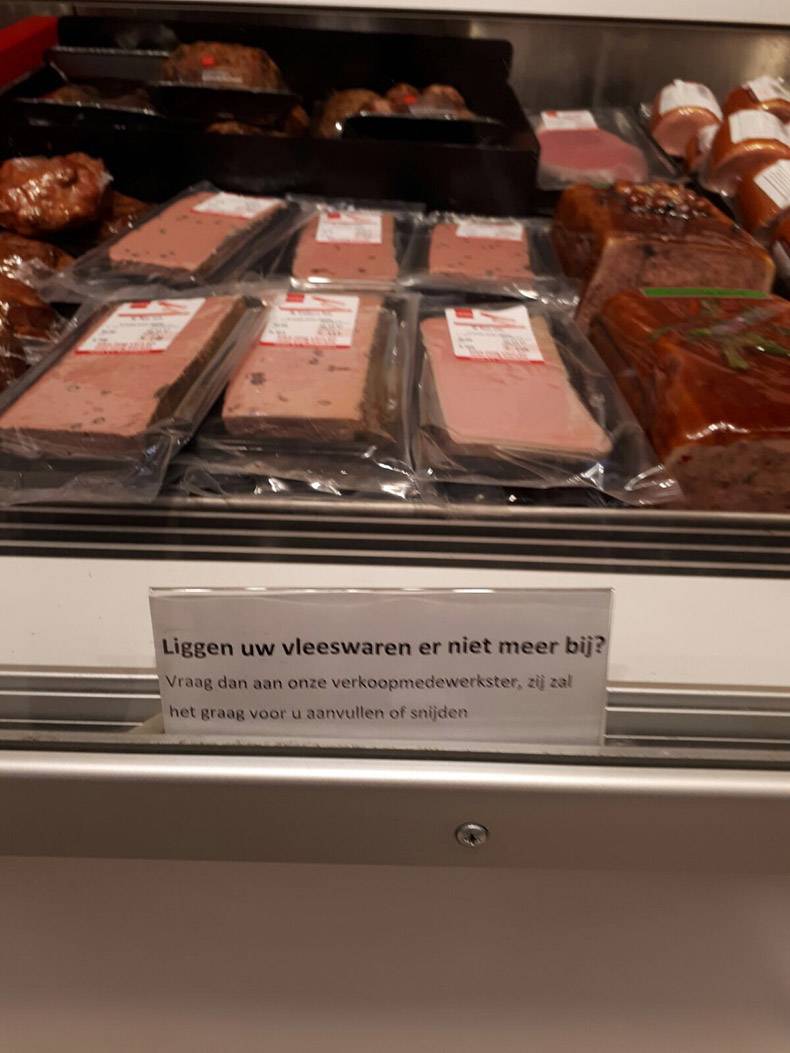 Liggen uw vleeswaren er niet meer bij?
Vraag dan aan onze verkoopmedewerkster, zij zal
het graag voor u aanvullen of snijden